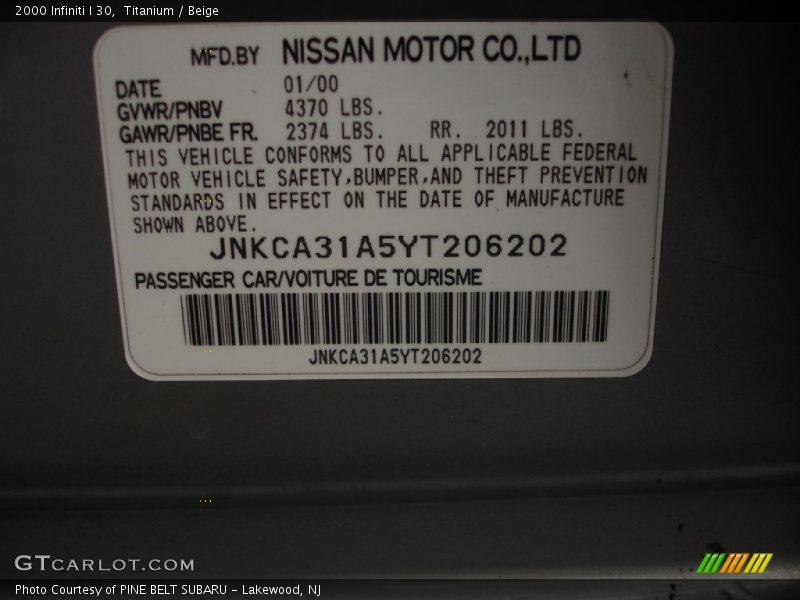 2000 Infiniti I 30,  Titanium / Beige
MFD.BY NISSAN MOTOR CO.,LTD
DATE 01/00
GVWR/PNBV 4370 LBS.
GAWR/PNBE FR. 2374 LBS. RR. 2011 LBS.
THIS VEHICLE CONFORMS TO ALL APPLICABLE FEDERAL
MOTOR VEHICLE SAFETY,BUMPER,AND THEFT PREVENTION
STANDARDS IN EFFECT ON THE DATE OF MANUFACTURE
SHOWN ABOVE.
JNKCA31A5YT206202
PASSENGER CAR/VOITURE DE TOURISME
JNKCA31A5YT206202
GTCARLOT.COM
Photo Courtesy of PINE BELT SUBARU - Lakewood, NJ